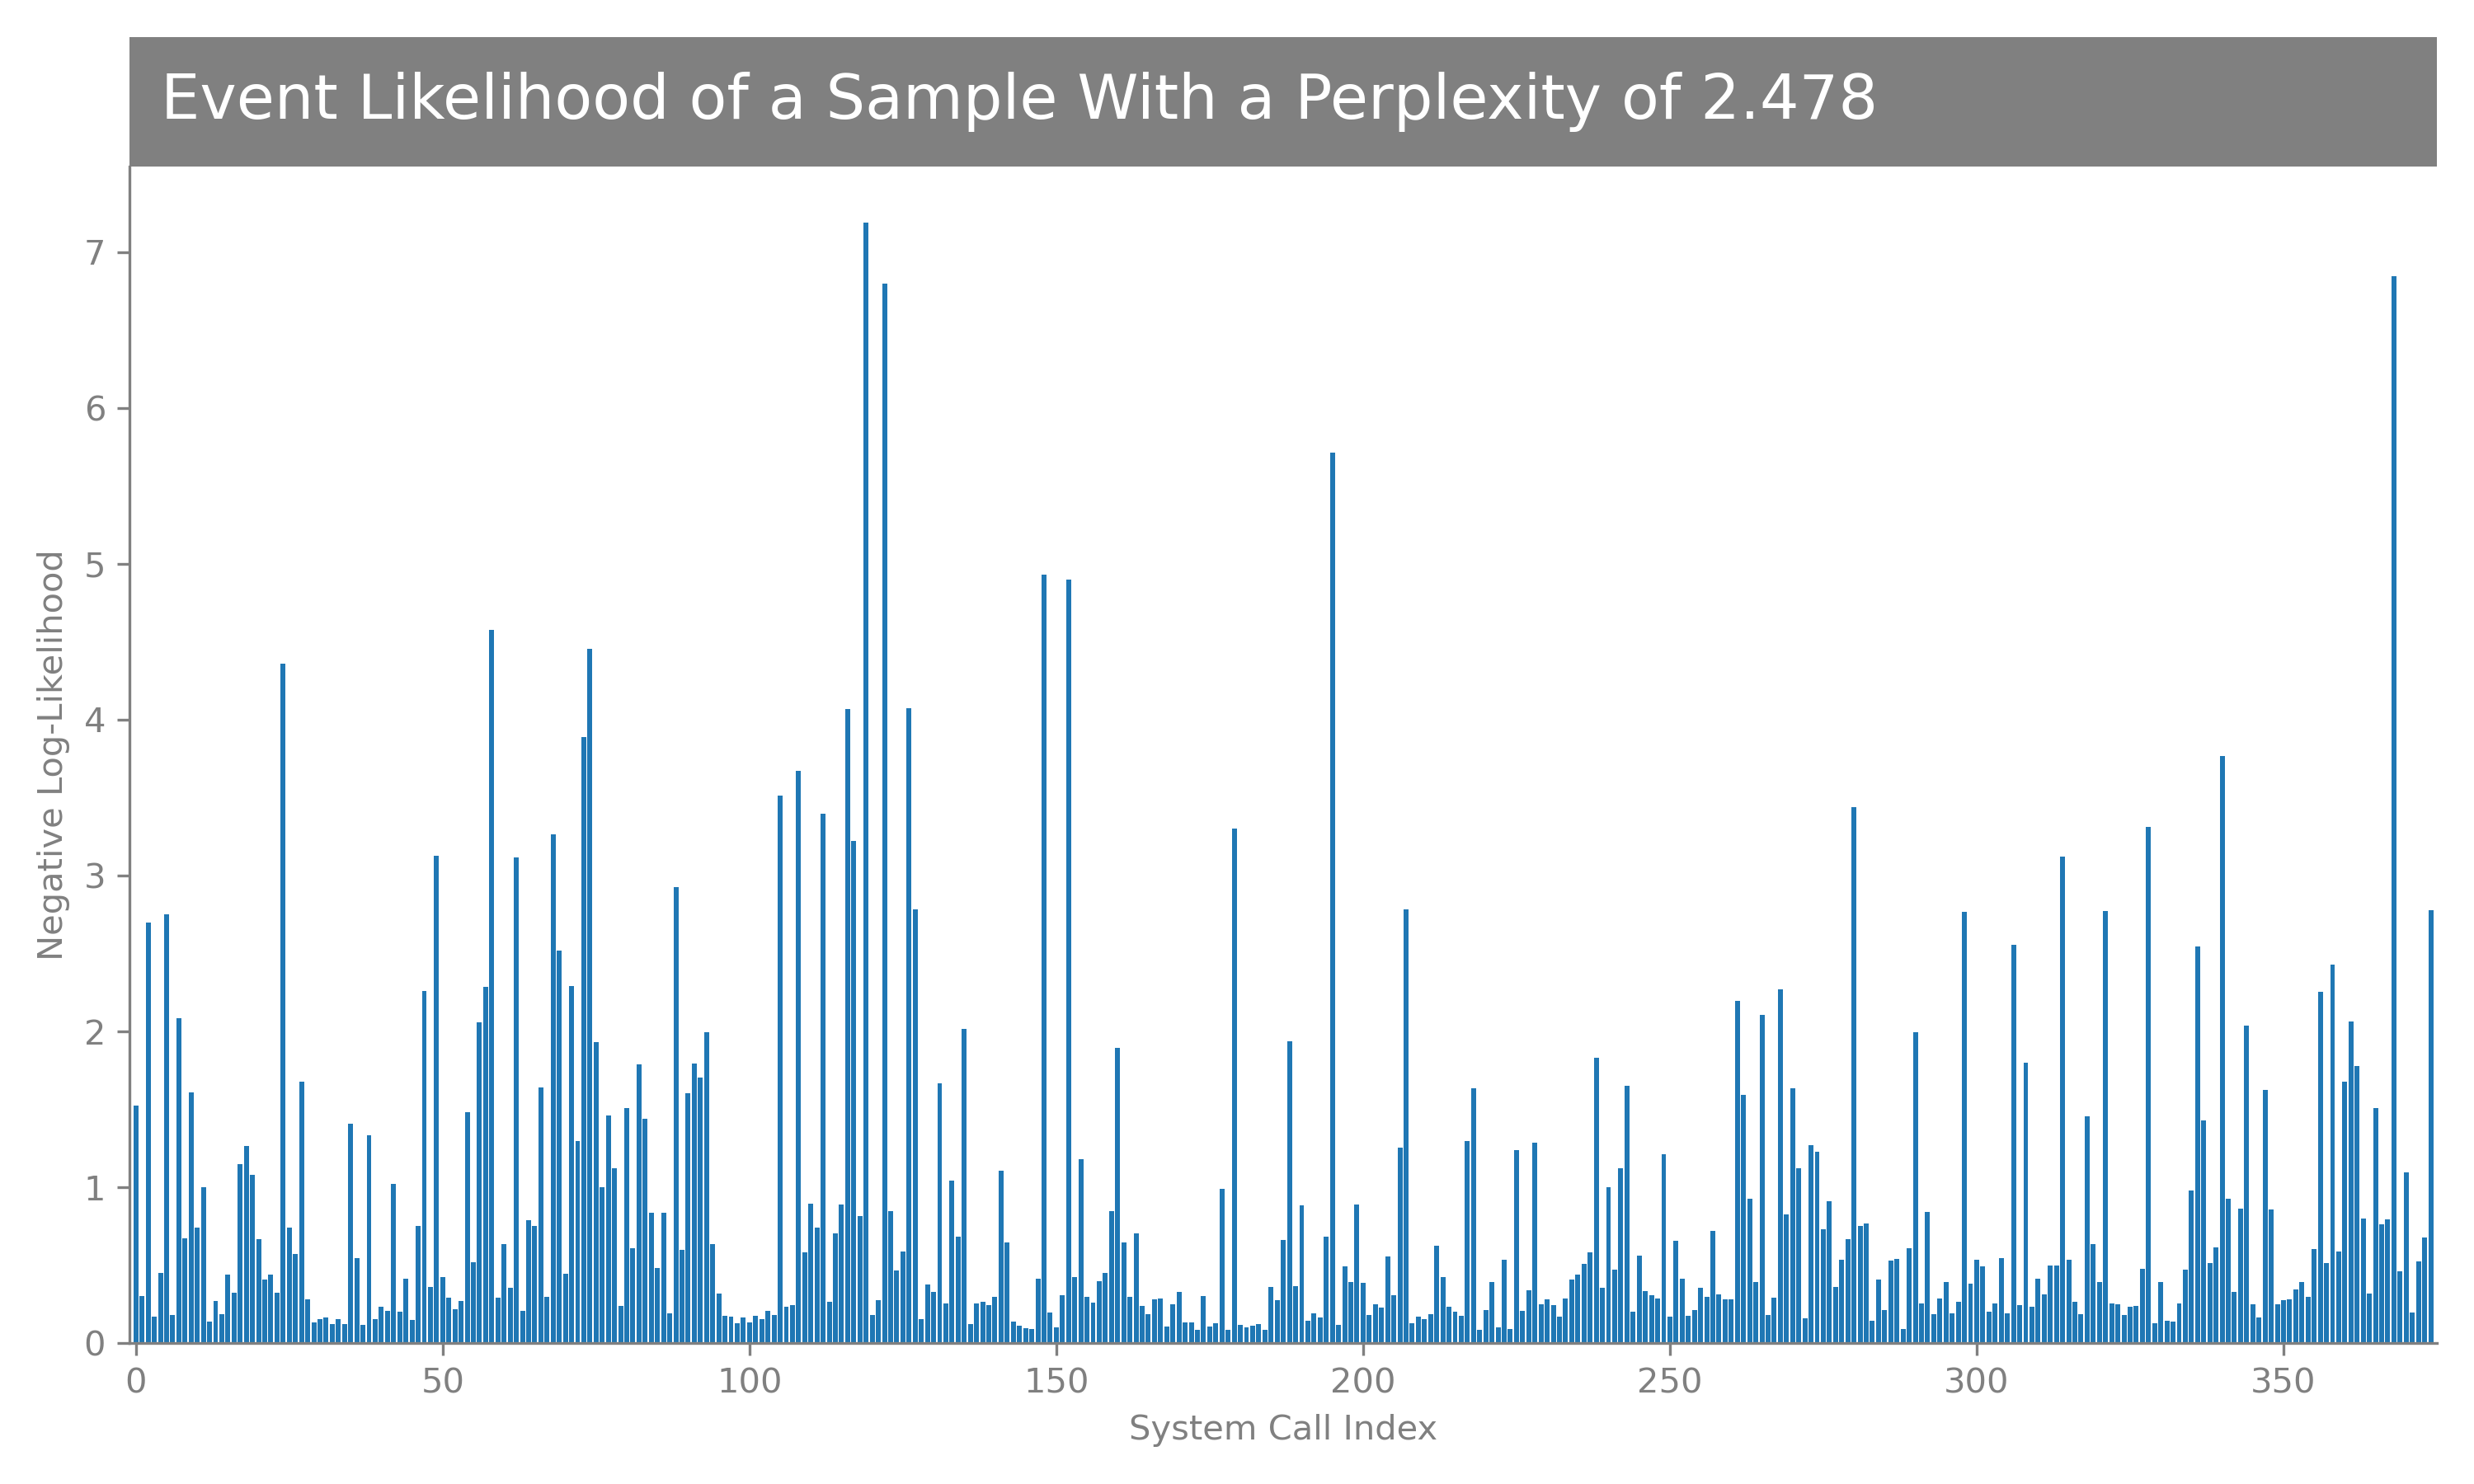 Event Likelihood of a Sample With a Perplexity of 2.478
7
6
5
4
3
2
1
0
Negative Log-Likelihood
0 50 100 150 200 250 300 350
System Call Index